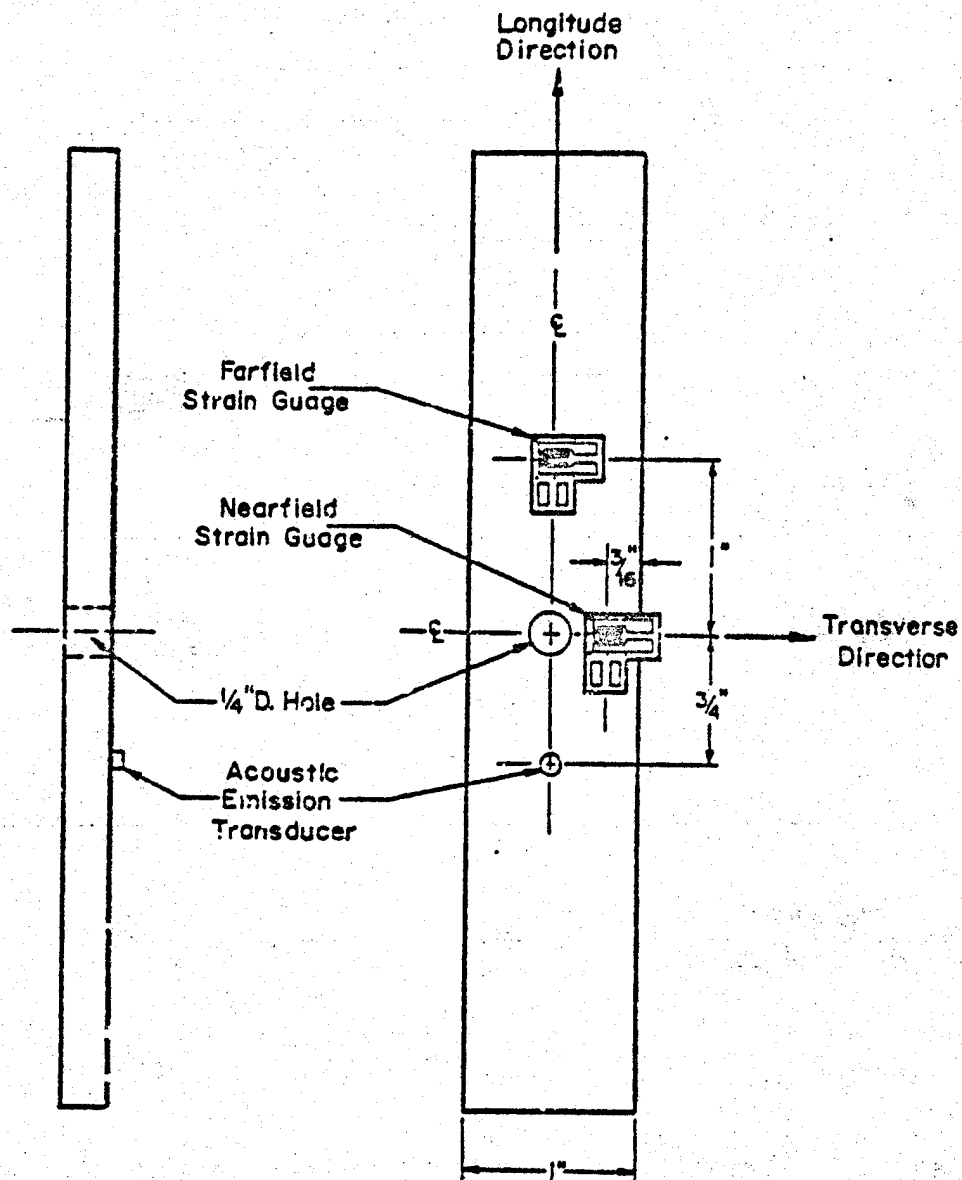 Longitude
Direction
℄
Farfield
Strain Guage
Nearfield
Strain Guage
3/16"
"
℄
Transverse
Direction
1/4"D. Hole
3/4"
Acoustic
Emission
Transducer
1"